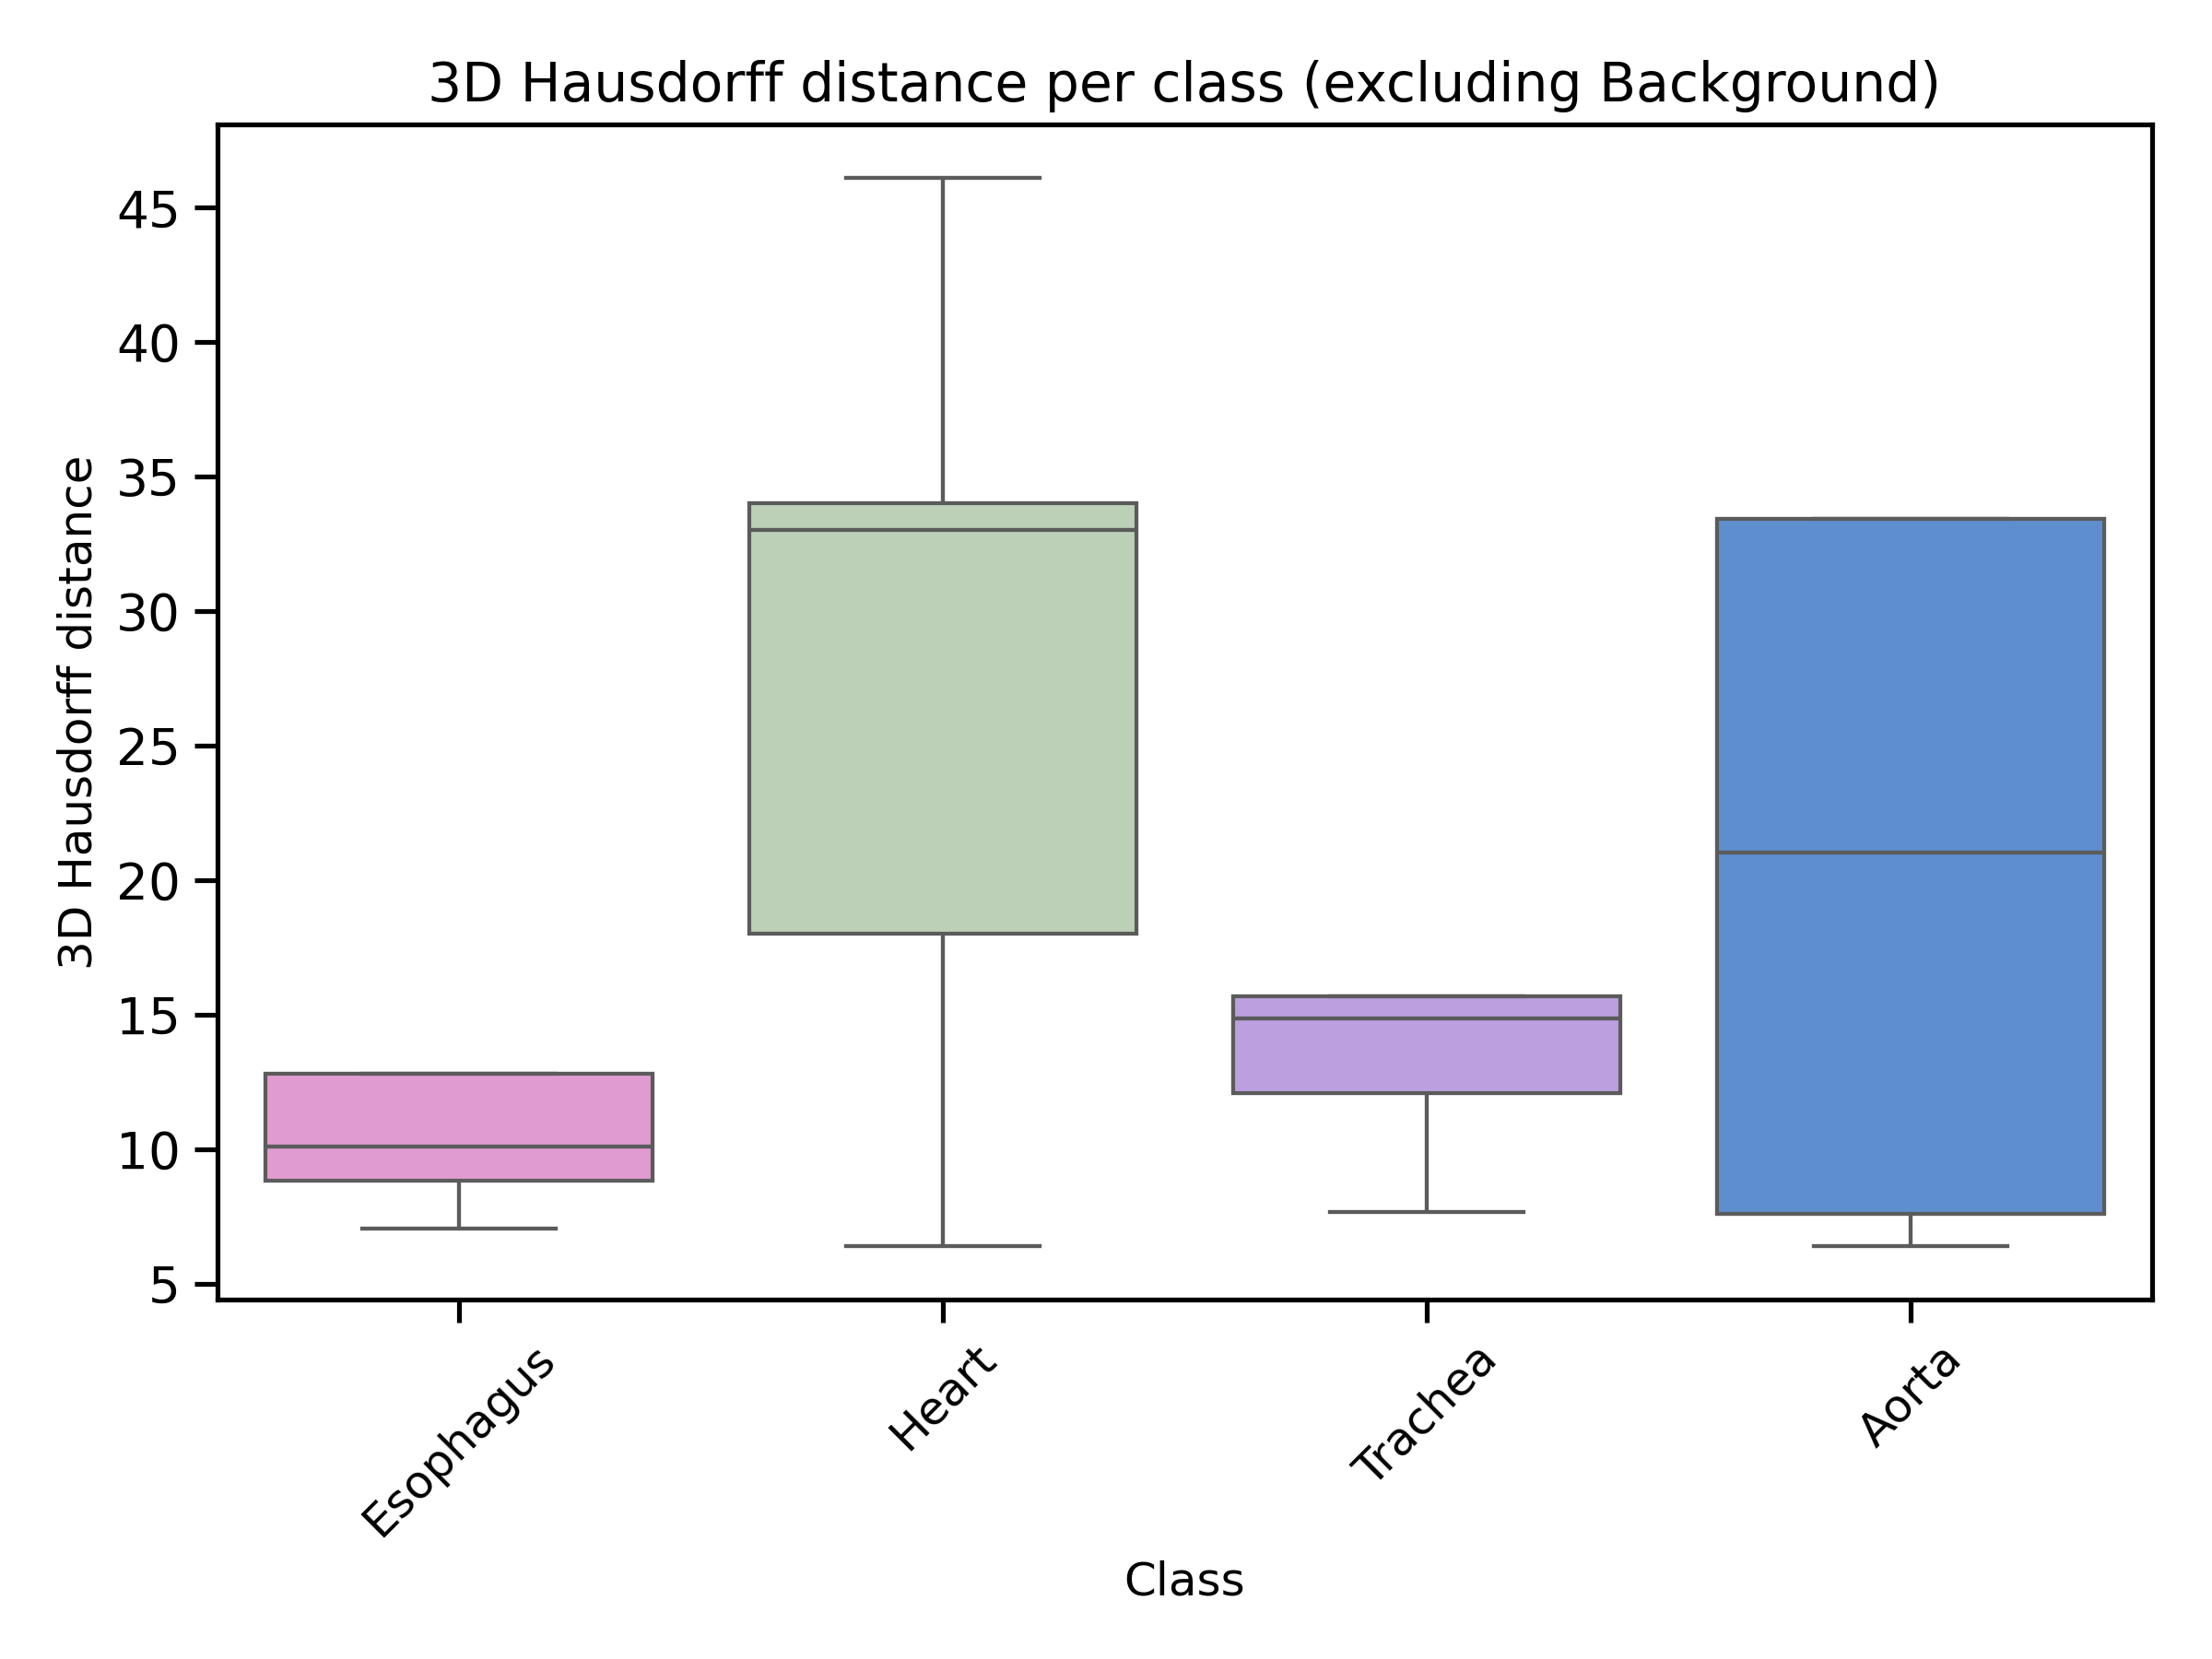 3D Hausdorff distance per class (excluding Background)
3D Hausdorff distance
45
40
35
30
25
20
15
10
5
Esophagus
Heart
Trachea
Aorta
Class